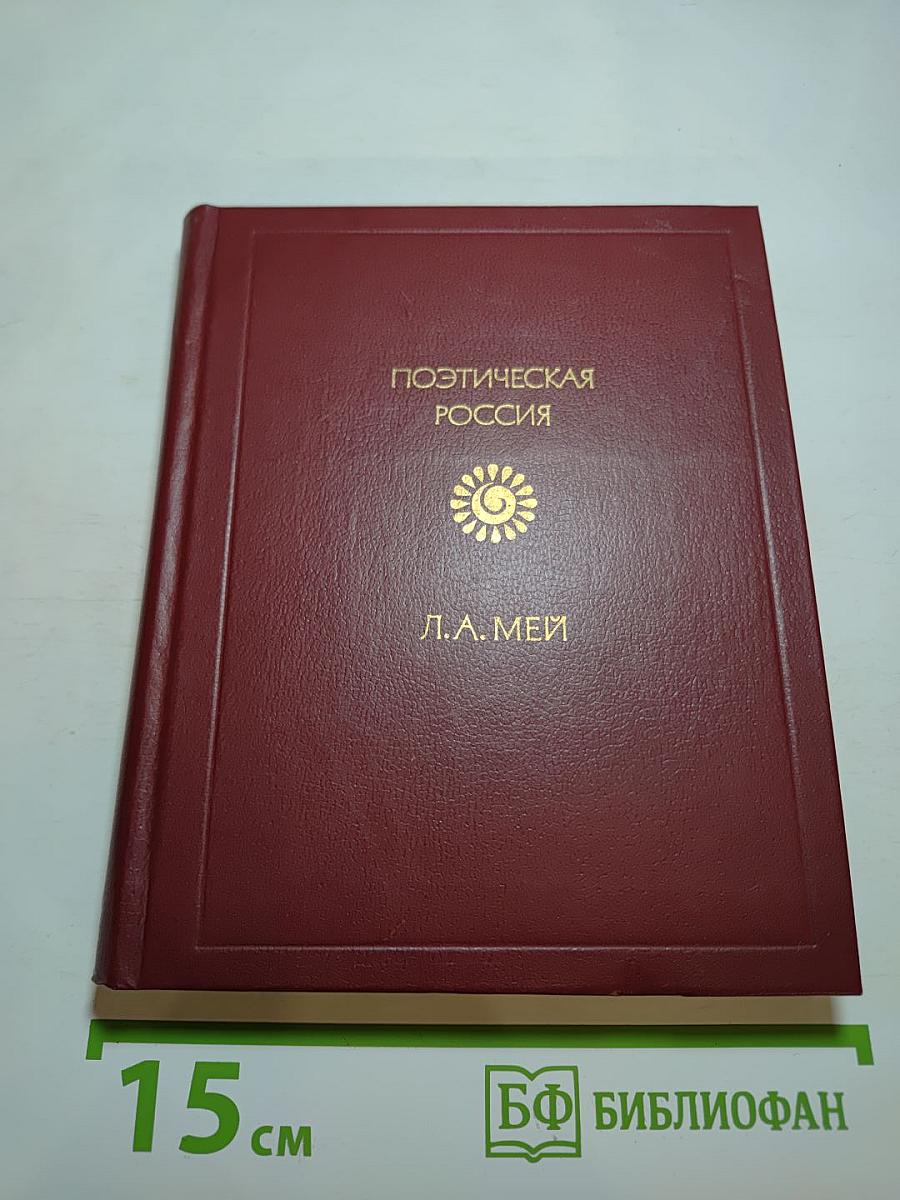 ПОЭТИЧЕСКАЯ
РОССИЯ
Л.А. МЕЙ
15 см
БФ БИБЛИОФАН